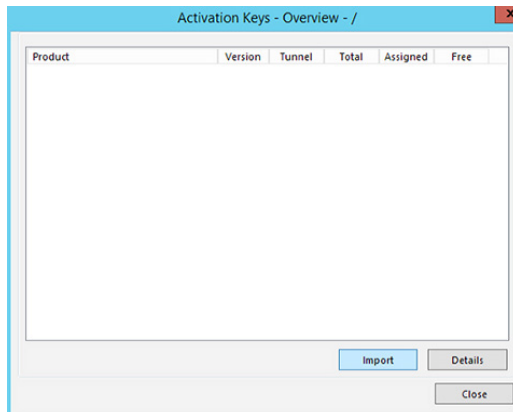 Activation Keys - Overview - /
x
Product Version Tunnel Total Assigned Free
Import Details
Close